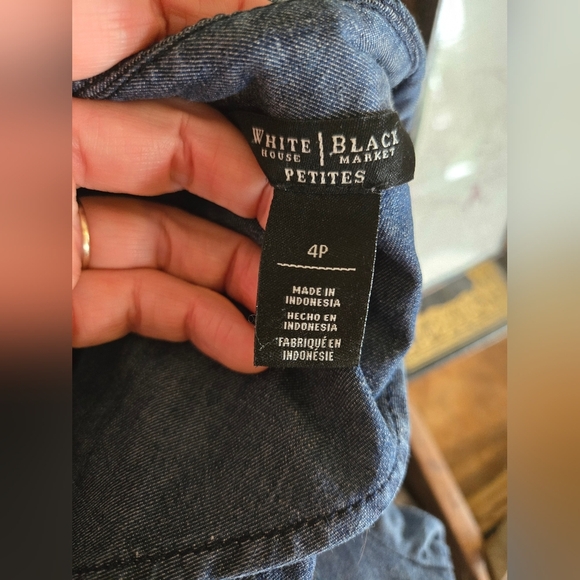 WHITE | BLACK
HOUSE MARKET
PETITES
4P
MADE IN
INDONESIA
HECHO EN
INDONESIA
FABRIQUÉ EN
INDONÉSIE